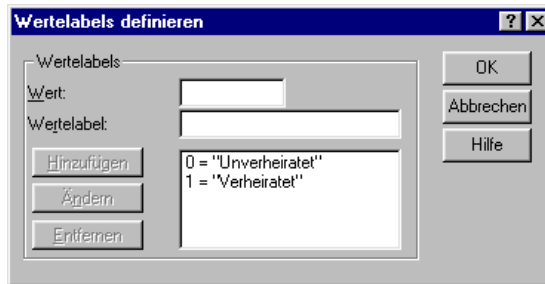 Wertelabels definieren
Wertelabels
Wert:
Wertelabel:
Hinzufügen
Ändern
Entfernen
0 = "Unverheiratet"
1 = "Verheiratet"
OK
Abbrechen
Hilfe